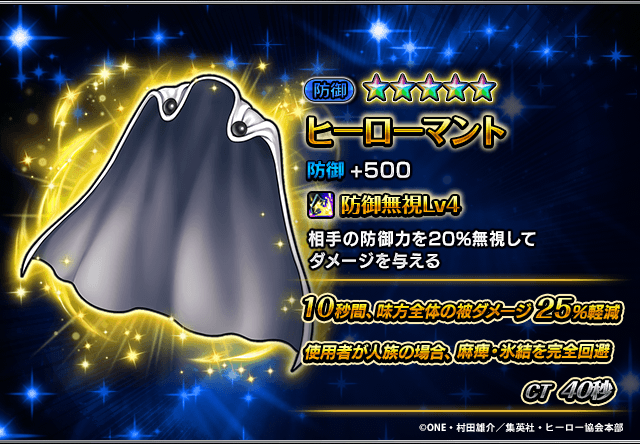 防御
ヒーローマント
防御 +500
防御無視Lv4
相手の防御力を20%無視して
ダメージを与える
10秒間、味方全体の被ダメージ25%軽減
使用者が人族の場合、麻痺・氷結を完全回避
CT 40秒
©ONE・村田雄介／集英社・ヒーロー協会本部